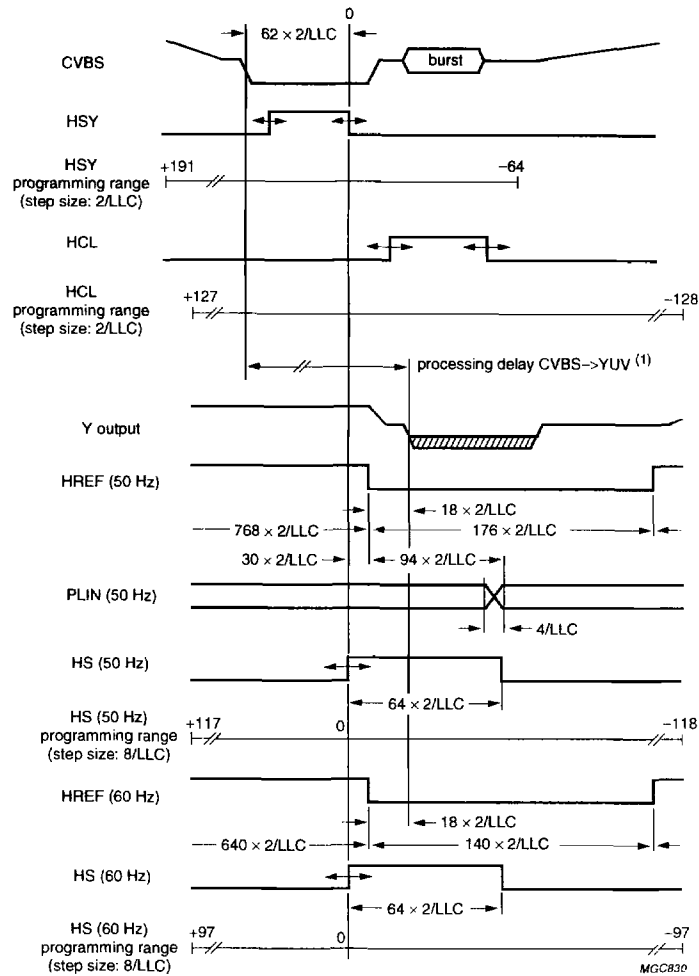 0
62 × 2/LLC
CVBS
burst
HSY
HSY
programming range
(step size: 2/LLC)
+191
−64
HCL
HCL
programming range
(step size: 2/LLC)
+127
−128
processing delay CVBS−>YUV (1)
Y output
HREF (50 Hz)
18 × 2/LLC
768 × 2/LLC
176 × 2/LLC
30 × 2/LLC
94 × 2/LLC
PLIN (50 Hz)
4/LLC
HS (50 Hz)
64 × 2/LLC
HS (50 Hz)
programming range
(step size: 8/LLC)
+117
0
−118
HREF (60 Hz)
18 × 2/LLC
640 × 2/LLC
140 × 2/LLC
HS (60 Hz)
64 × 2/LLC
HS (60 Hz)
programming range
(step size: 8/LLC)
+97
0
−97
MGC830